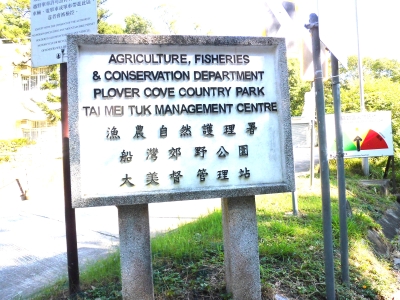 AGRICULTURE, FISHERIES
& CONSERVATION DEPARTMENT
PLOVER COVE COUNTRY PARK
TAI MEI TUK MANAGEMENT CENTRE
漁農自然護理署
船灣郊野公園
大美督管理站